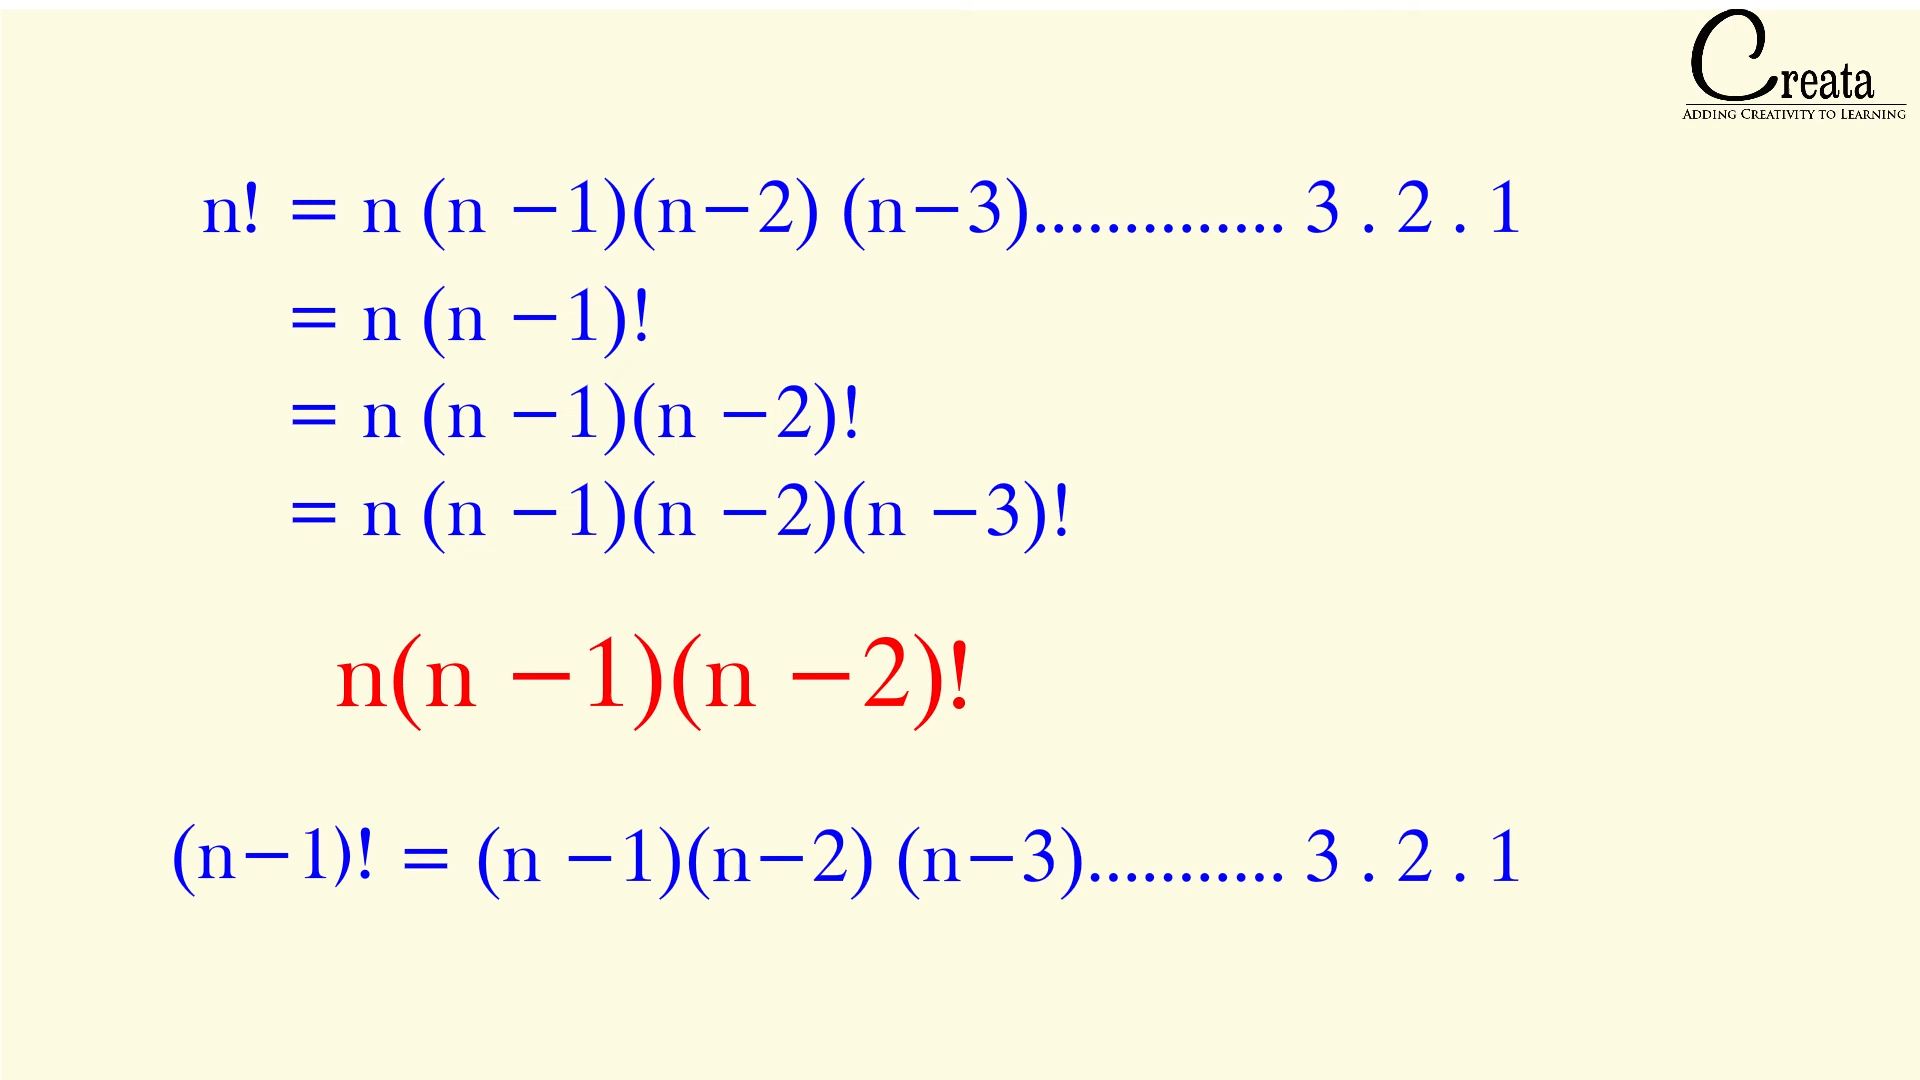 Creata
ADDING CREATIVITY TO LEARNING
n! = n (n −1)(n−2) (n−3).............. 3 . 2 . 1
= n (n −1)!
= n (n −1)(n −2)!
= n (n −1)(n −2)(n −3)!
n(n −1)(n −2)!
(n−1)! = (n −1)(n−2) (n−3)........... 3 . 2 . 1